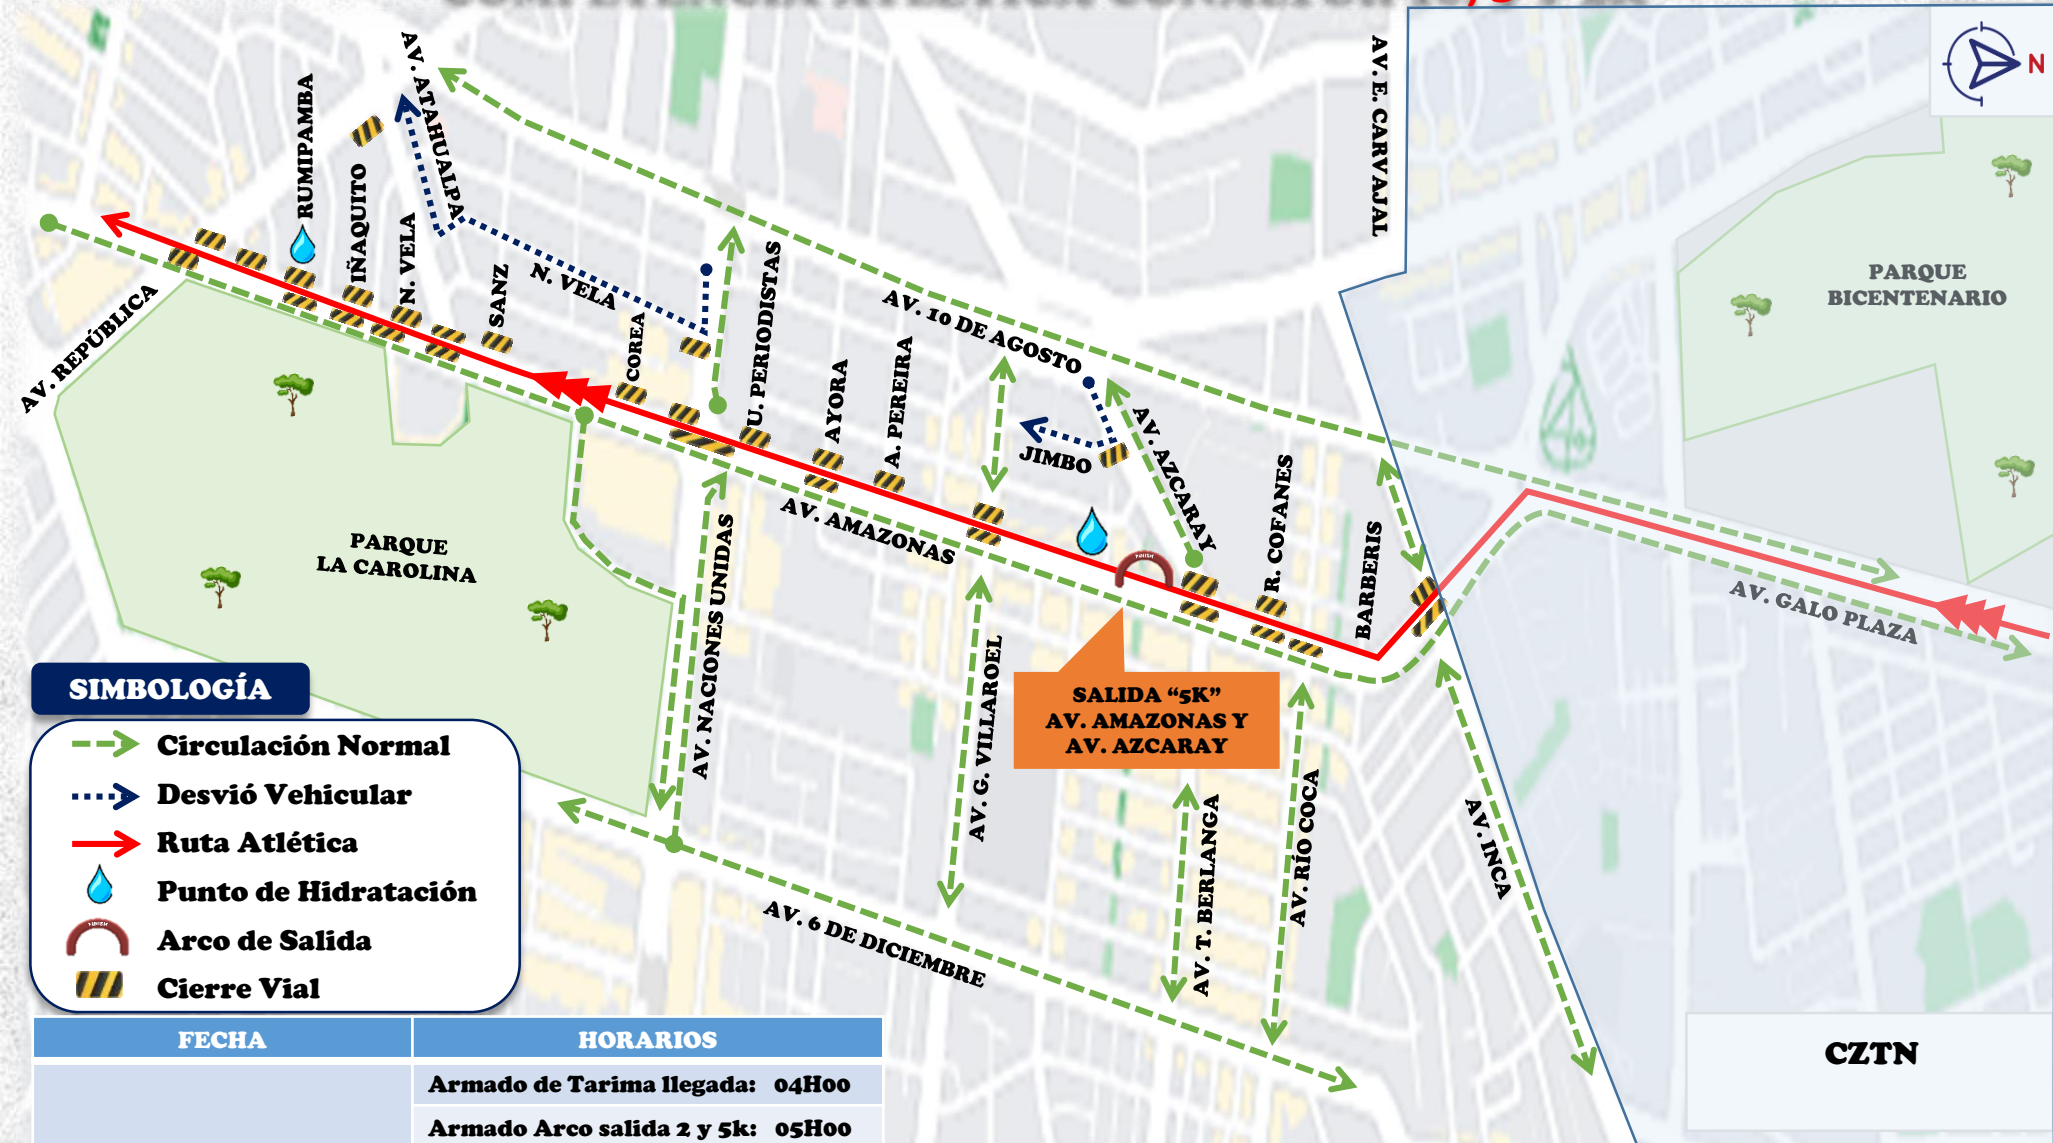 N
AV. E. CARVAJAL
AV. ATAHUALPA
RUMIPAMBA
IÑAQUITO
N. VELA
SANZ
N. VELA
COREA
U. PERIODISTAS
AV. 10 DE AGOSTO
AYORA
A. PEREIRA
JIMBO
AV. AZCARAY
R. COFANES
BARBERIS
PARQUE
BICENTENARIO
AV. REPÚBLICA
PARQUE
LA CAROLINA
AV. AMAZONAS
AV. NACIONES UNIDAS
AV. GALO PLAZA
AV. G. VILLAROEL
SALIDA “5K”
AV. AMAZONAS Y
AV. AZCARAY
AV. T. BERLANGA
AV. RÍO COCA
AV. INCA
AV. 6 DE DICIEMBRE
CZTN
SIMBOLOGÍA
Circulación Normal
Desvió Vehicular
Ruta Atlética
Punto de Hidratación
Arco de Salida
Cierre Vial
FECHA HORARIOS
Armado de Tarima llegada: 04H00
Armado Arco salida 2 y 5k: 05H00